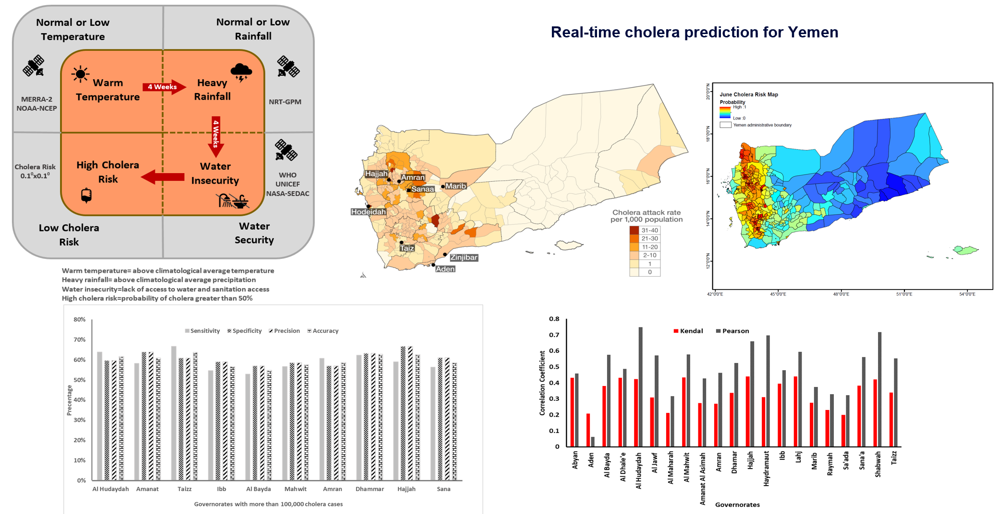 Real-time cholera prediction for Yemen
Normal or Low
Temperature
Normal or Low
Rainfall
Warm
Temperature
4 Weeks
Heavy
Rainfall
MERRA-2
NOAA-NCEP
NRT-GPM
4 Weeks
Cholera Risk
0.1⁰x0.1⁰
High Cholera
Risk
Water
Insecurity
WHO
UNICEF
NASA-SEDAC
Low Cholera
Risk
Water
Security
Warm temperature= above climatological average temperature
Heavy rainfall= above climatological average precipitation
Water insecurity=lack of access to water and sanitation access
High cholera risk=probability of cholera greater than 50%
Hajjah
Amran
Sanaa
Marib
Hodeidah
Taiz
Zinjibar
Aden
Cholera attack rate
per 1,000 population
31-40
21-30
11-20
2-10
1
0
June Cholera Risk Map
Probability
High :1
Low :0
Yemen administrative boundary
20°0'0"N
18°0'0"N
16°0'0"N
14°0'0"N
12°0'0"N
42°0'0"E
45°0'0"E
48°0'0"E
51°0'0"E
54°0'0"E
Sensitivity
Specificity
Precision
Accuracy
Precentage
80%
70%
60%
50%
40%
30%
20%
10%
0%
Al Hudaydah
Amanat
Taizz
Ibb
Al Bayda
Mahwit
Amran
Dhammar
Hajjah
Sana
Governorates with more than 100,000 cholera cases
Kendal
Pearson
Correlation Coefficient
0.8
0.7
0.6
0.5
0.4
0.3
0.2
0.1
0
Abyan
Aden
Al Bayda
Al Dhale'e
Al Hudaydah
Al Jawf
Al Maharah
Al Mahwit
Amanat Al Asimah
Amran
Dhamar
Hajjah
Haydramaut
Ibb
Lahj
Marib
Raymah
Sa'ada
Sana'a
Shabwah
Taizz
Governorates